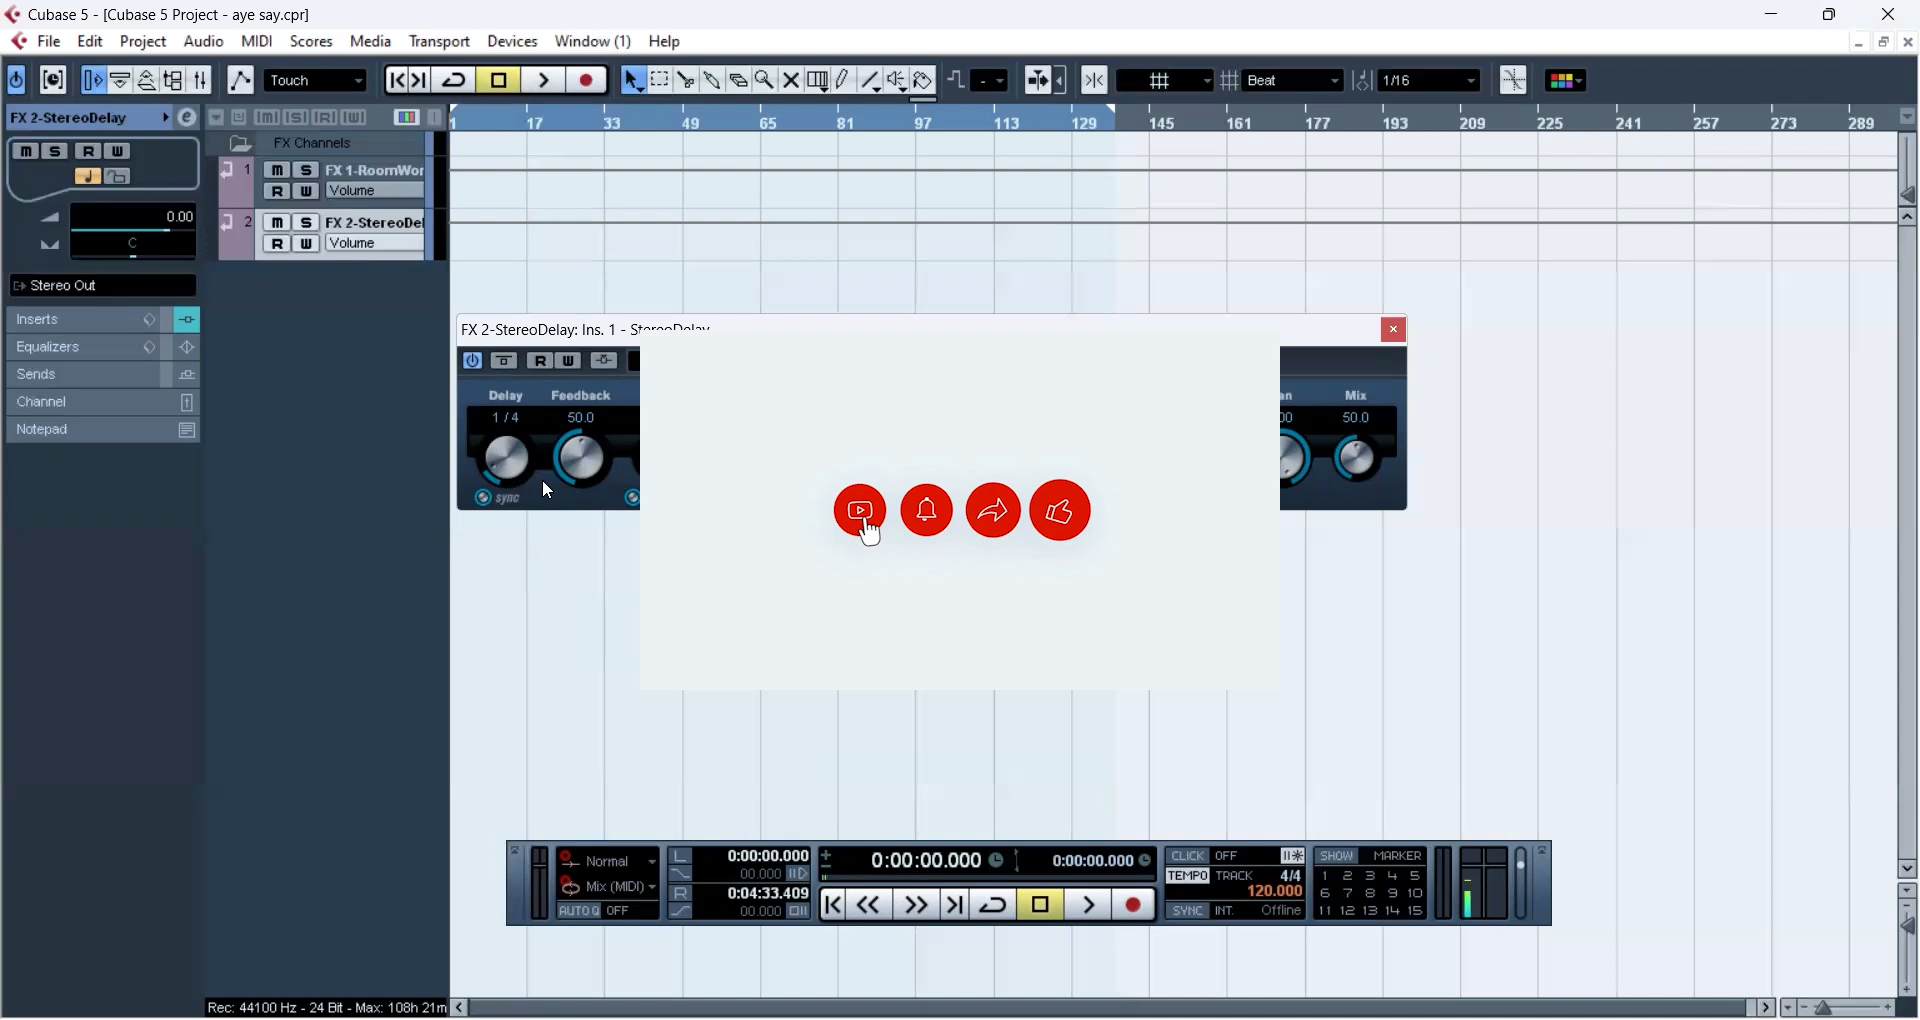 Cubase 5 - [Cubase 5 Project - aye say.cpr]
File Edit Project Audio MIDI Scores Media Transport Devices Window (1) Help
Touch - Beat 1/16
FX 2-StereoDelay
1 17 33 49 65 81 97 113 129 145 161 177 193 209 225 241 257 273 289
FX Channels
m S R W
1 m S FX 1-RoomWor
R W Volume
0.00
2 m S FX 2-StereoDel
C
R W Volume
Stereo Out
Inserts
Equalizers
Sends
Channel
Notepad
FX 2-StereoDelay: Ins. 1 - StereoDelay
R W
Delay Feedback an Mix
1 / 4 50.0 00 50.0
sync
Normal L 0:00:00.000 0:00:00.000 0:00:00.000 CLICK OFF SHOW MARKER
00.000 TEMPO TRACK 4/4 1 2 3 4 5
Mix (MIDI) R 0:04:33.409 120.000 6 7 8 9 10
AUTO Q OFF 00.000 SYNC INT. Offline 11 12 13 14 15
Rec: 44100 Hz - 24 Bit - Max: 108h 21m